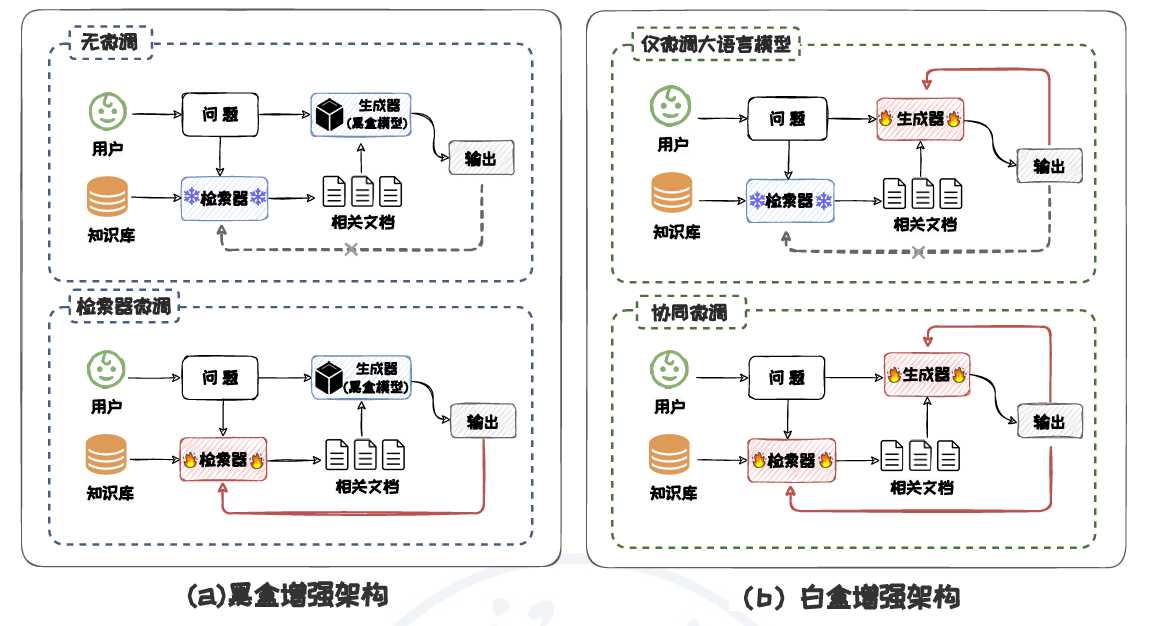 无微调
用户
问题
生成器
(黑盒模型)
输出
知识库
检索器
相关文档
检索器微调
用户
问题
生成器
(黑盒模型)
输出
知识库
检索器
相关文档
(a)黑盒增强架构
仅微调大语言模型
用户
问题
生成器
输出
知识库
检索器
相关文档
协同微调
用户
问题
生成器
输出
知识库
检索器
相关文档
(b) 白盒增强架构